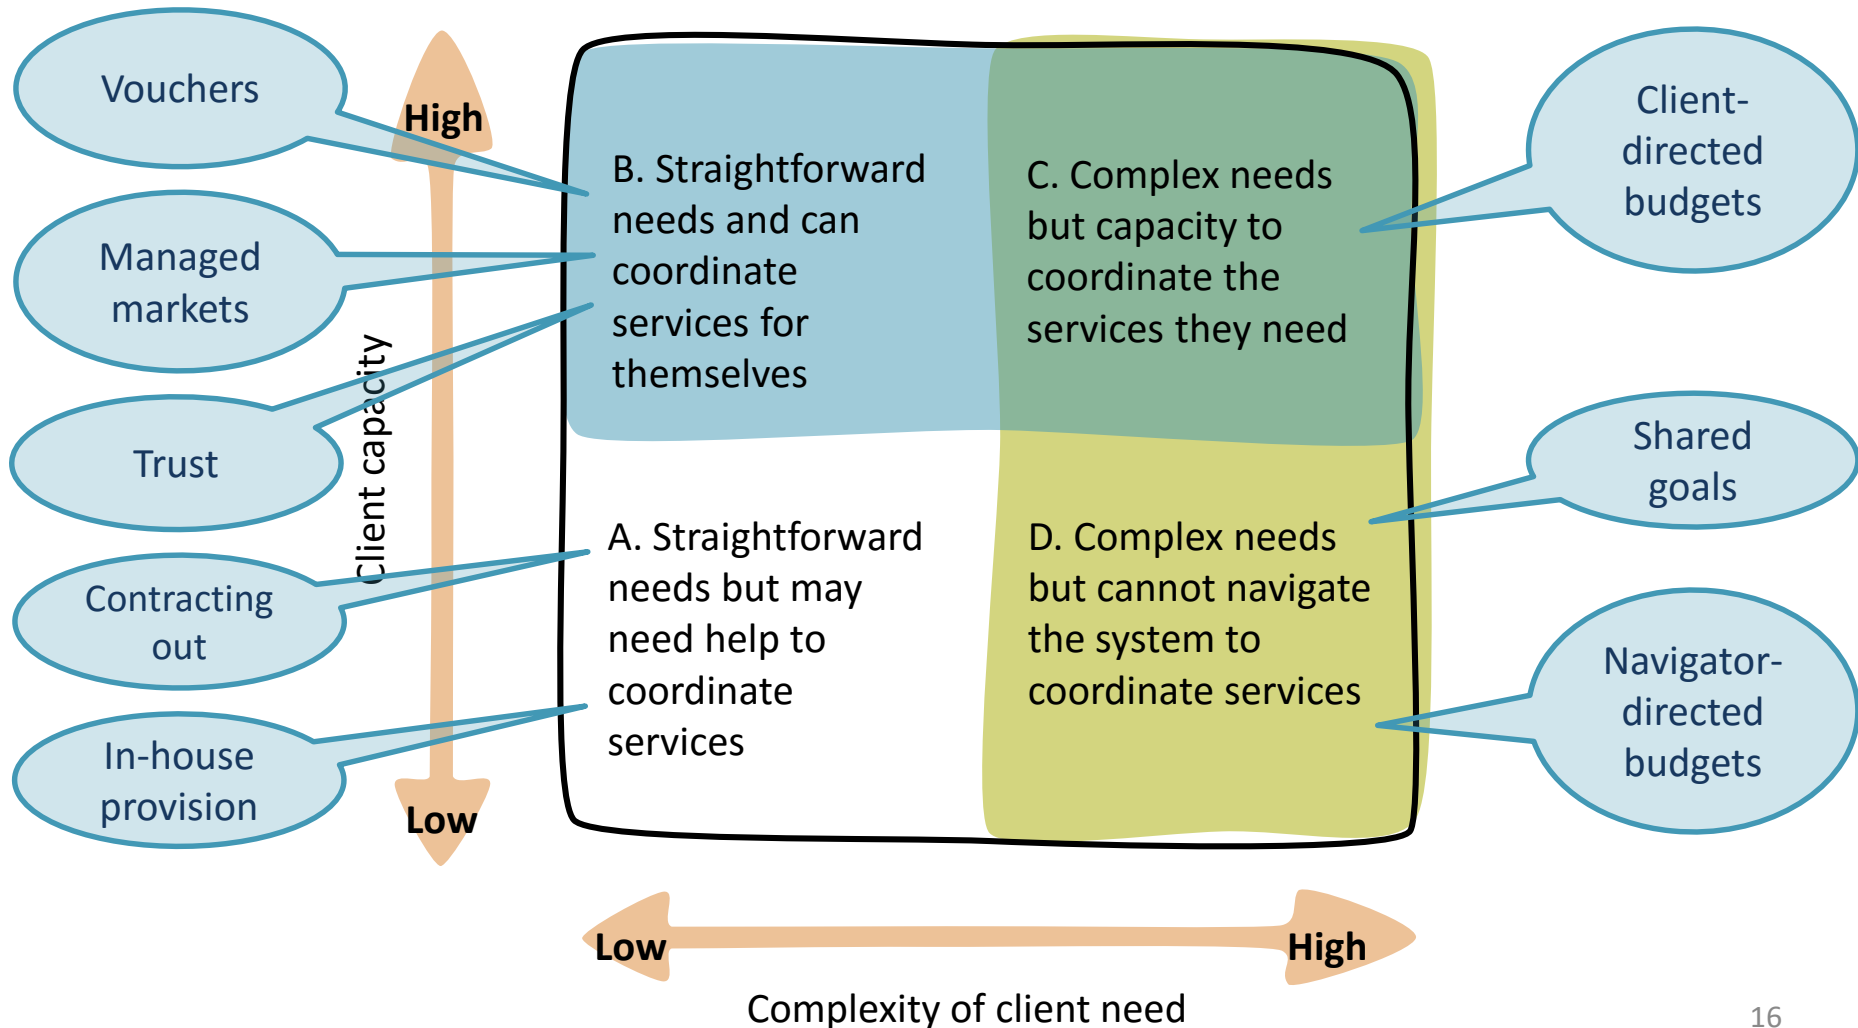 Vouchers
Managed
markets
Trust
Contracting
out
In-house
provision
High
Client capacity
Low
B. Straightforward
needs and can
coordinate
services for
themselves
C. Complex needs
but capacity to
coordinate the
services they need
A. Straightforward
needs but may
need help to
coordinate
services
D. Complex needs
but cannot navigate
the system to
coordinate services
Client-
directed
budgets
Shared
goals
Navigator-
directed
budgets
Low
High
Complexity of client need
16